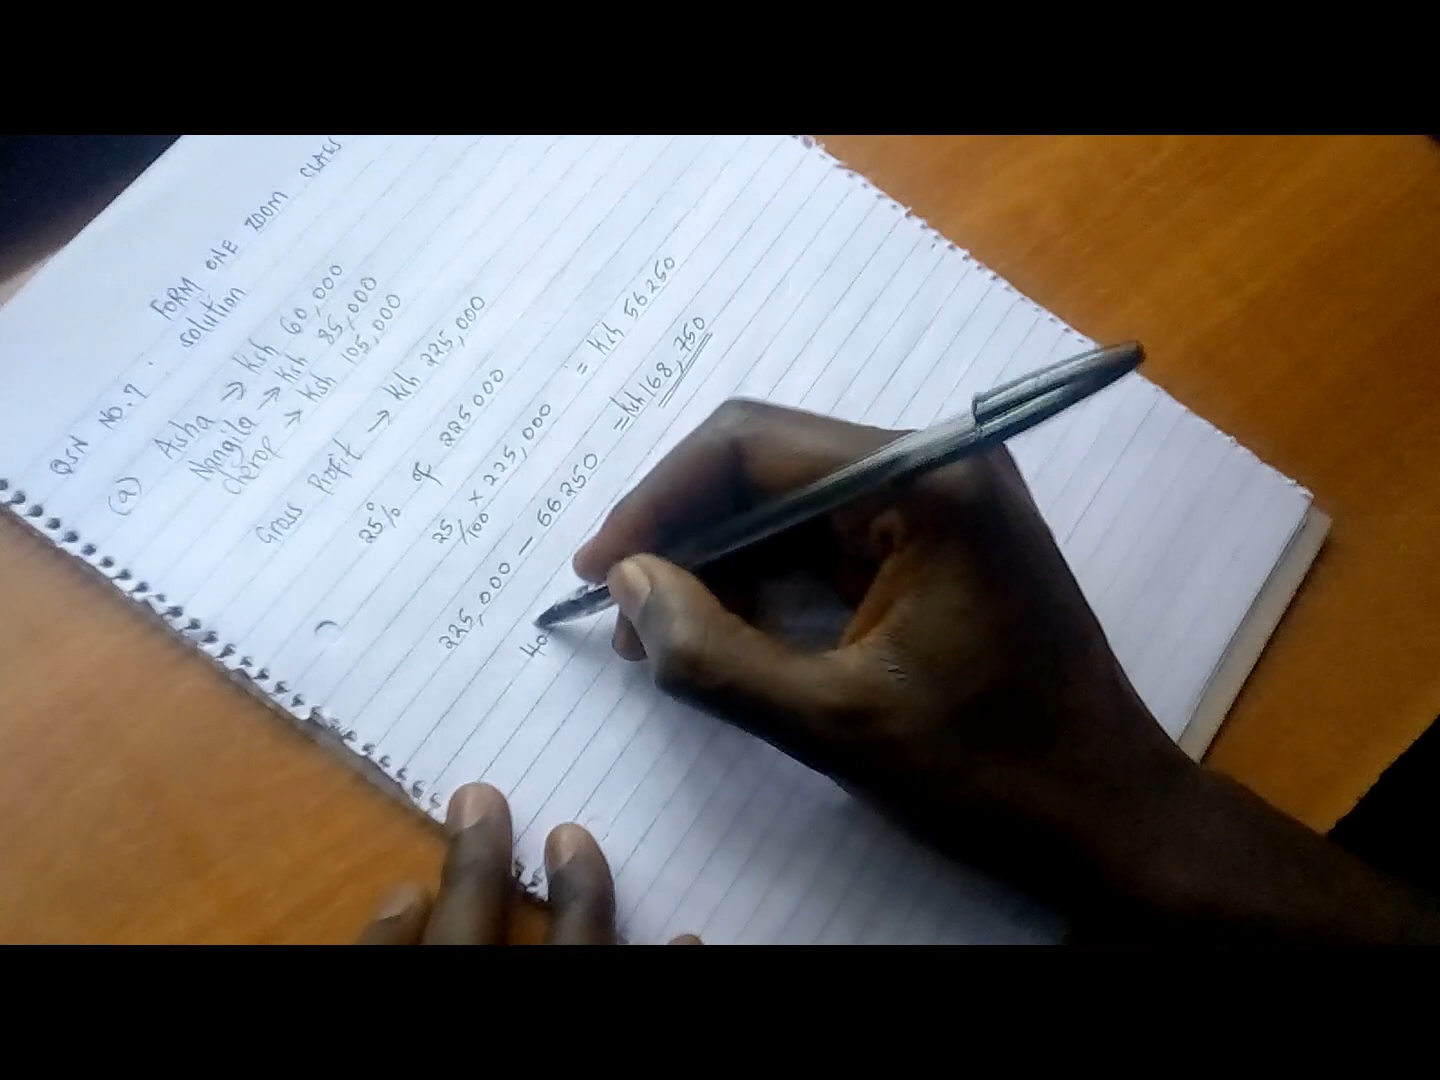 FORM ONE ZOOM CLASS
QSN NO.7. solution
(a) Asha → Ksh 60,000
Nangila → Ksh 85,000
Cherop → Ksh 105,000
Gross Profit → Ksh 225,000
25% of 225000
25/100 × 225,000 = Ksh 56250
225,000 – 56250 = Ksh 168,750
40